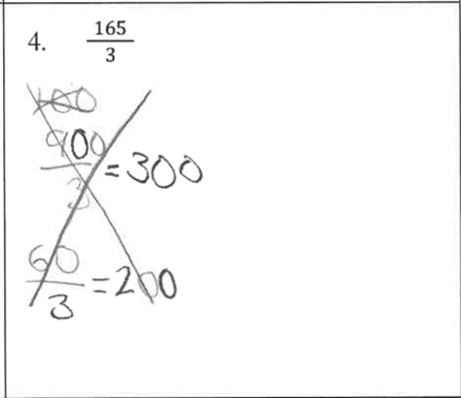 4. 165/3
100
900/3 = 300
60/3 = 200